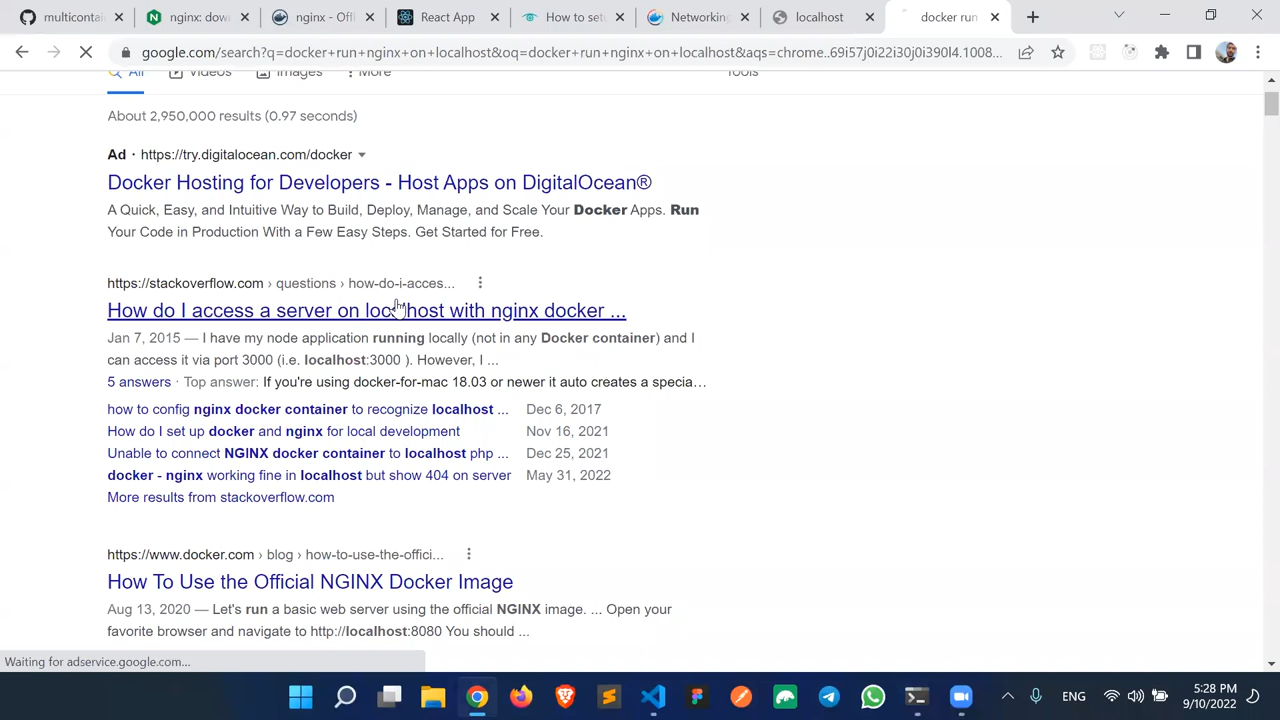 multicontai
nginx: dow
nginx - Offi
React App
How to set
Networking
localhost
docker run
google.com/search?q=docker+run+nginx+on+localhost&oq=docker+run+nginx+on+localhost&aqs=chrome..69i57j0i22i30j0i390l4.1008...
All
Videos
Images
More
Tools
About 2,950,000 results (0.97 seconds)
Ad · https://try.digitalocean.com/docker
Docker Hosting for Developers - Host Apps on DigitalOcean®
A Quick, Easy, and Intuitive Way to Build, Deploy, Manage, and Scale Your Docker Apps. Run
Your Code in Production With a Few Easy Steps. Get Started for Free.
https://stackoverflow.com › questions › how-do-i-acces...
How do I access a server on localhost with nginx docker ...
Jan 7, 2015 — I have my node application running locally (not in any Docker container) and I
can access it via port 3000 (i.e. localhost:3000 ). However, I ...
5 answers · Top answer: If you're using docker-for-mac 18.03 or newer it auto creates a specia...
how to config nginx docker container to recognize localhost ... Dec 6, 2017
How do I set up docker and nginx for local development Nov 16, 2021
Unable to connect NGINX docker container to localhost php ... Dec 25, 2021
docker - nginx working fine in localhost but show 404 on server May 31, 2022
More results from stackoverflow.com
https://www.docker.com › blog › how-to-use-the-offici...
How To Use the Official NGINX Docker Image
Aug 13, 2020 — Let's run a basic web server using the official NGINX image. ... Open your
favorite browser and navigate to http://localhost:8080 You should ...
Waiting for adservice.google.com...
ENG
5:28 PM
9/10/2022